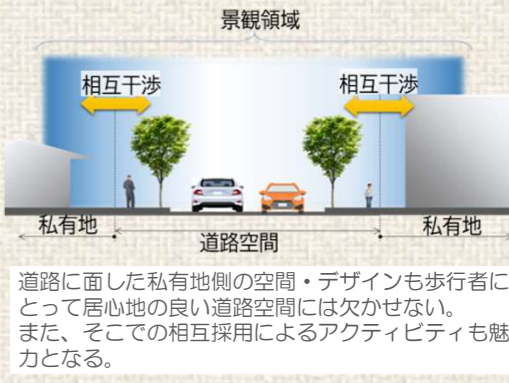 景観領域
相互干渉
相互干渉
私有地
道路空間
私有地
道路に面した私有地側の空間・デザインも歩行者に
とって居心地の良い道路空間には欠かせない。
また、そこでの相互採用によるアクティビティも魅
力となる。